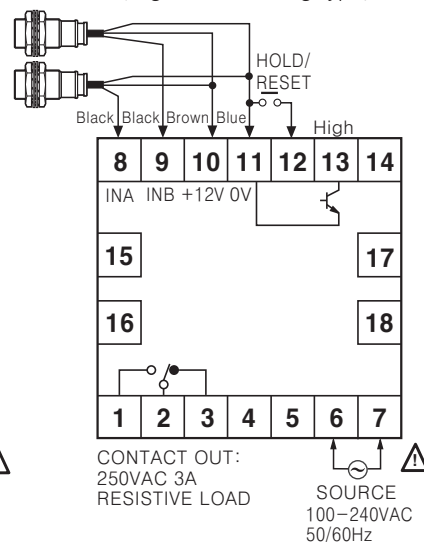 HOLD/
RESET
Black Black Brown Blue
High
8 9 10 11 12 13 14
INA INB +12V 0V
15 17
16 18
1 2 3 4 5 6 7
CONTACT OUT:
250VAC 3A
RESISTIVE LOAD
SOURCE
100-240VAC
50/60Hz